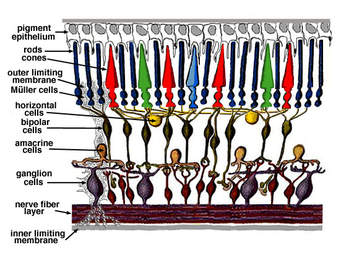 pigment
epithelium
rods
cones
outer limiting
membrane
Müller cells
horizontal
cells
bipolar
cells
amacrine
cells
ganglion
cells
nerve fiber
layer
inner limiting
membrane